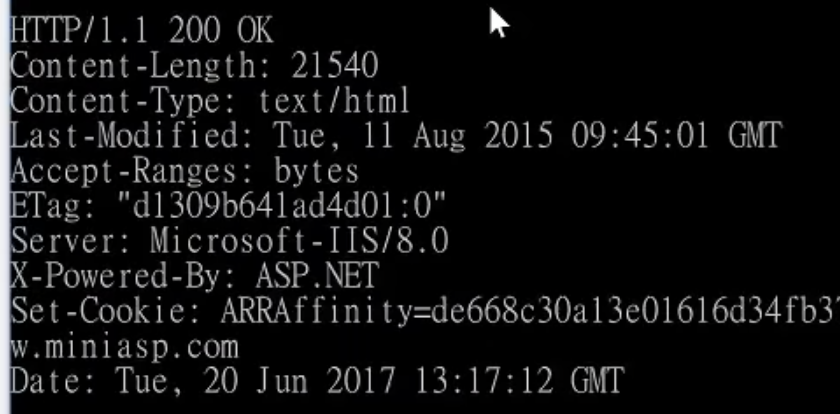 HTTP/1.1 200 OK
Content-Length: 21540
Content-Type: text/html
Last-Modified: Tue, 11 Aug 2015 09:45:01 GMT
Accept-Ranges: bytes
ETag: "d1309b641ad4d01:0"
Server: Microsoft-IIS/8.0
X-Powered-By: ASP.NET
Set-Cookie: ARRAffinity=de668c30a13e01616d34fb3
w.miniasp.com
Date: Tue, 20 Jun 2017 13:17:12 GMT